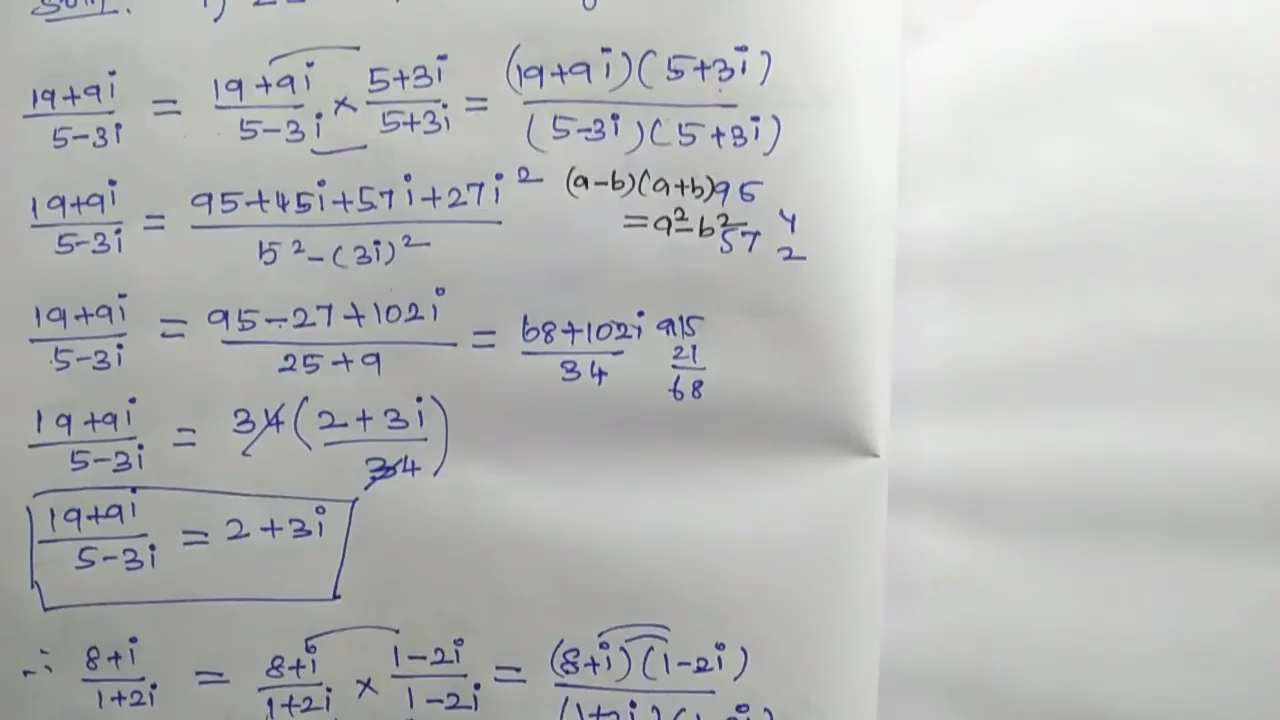 (19+9i)/(5-3i) = (19+9i)/(5-3i) × (5+3i)/(5+3i) = (19+9i)(5+3i)/(5-3i)(5+3i)
(19+9i)/(5-3i) = (95+45i+57i+27i²)/(5²-(3i)²) (a-b)(a+b) 95
=a²-b² 57 4
2
(19+9i)/(5-3i) = (95-27+102i)/(25+9) = (68+102i)/34 915
21
68
(19+9i)/(5-3i) = 34((2+3i)/34)
(19+9i)/(5-3i) = 2+3i
∴ (8+i)/(1+2i) = (8+i)/(1+2i) × (1-2i)/(1-2i) = (8+i)(1-2i)